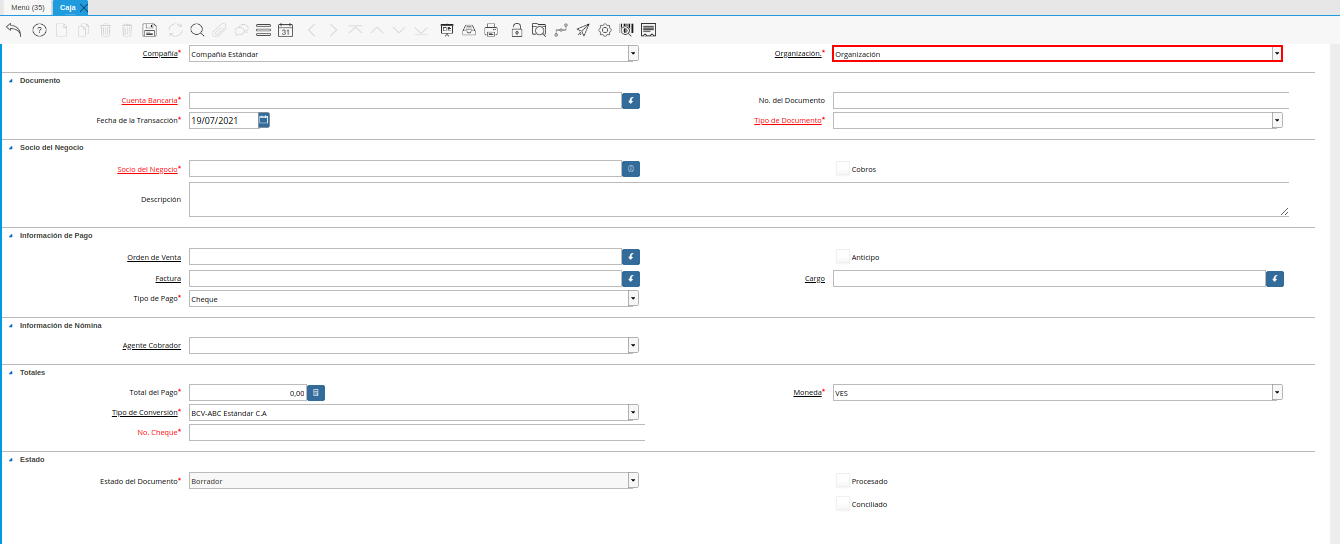 Menú (35) Caja
31
Compañia* Compañia Estándar Organización.* Organización
Documento
Cuenta Bancaria* No. del Documento
Fecha de la Transacción* 19/07/2021 Tipo de Documento*
Socio del Negocio
Socio del Negocio* Cobros
Descripción
Información de Pago
Orden de Venta Anticipo
Factura Cargo
Tipo de Pago* Cheque
Información de Nómina
Agente Cobrador
Totales
Total del Pago* 0,00 Moneda* VES
Tipo de Conversión* BCV-ABC Estándar C.A
No. Cheque*
Estado
Estado del Documento* Borrador Procesado
Conciliado